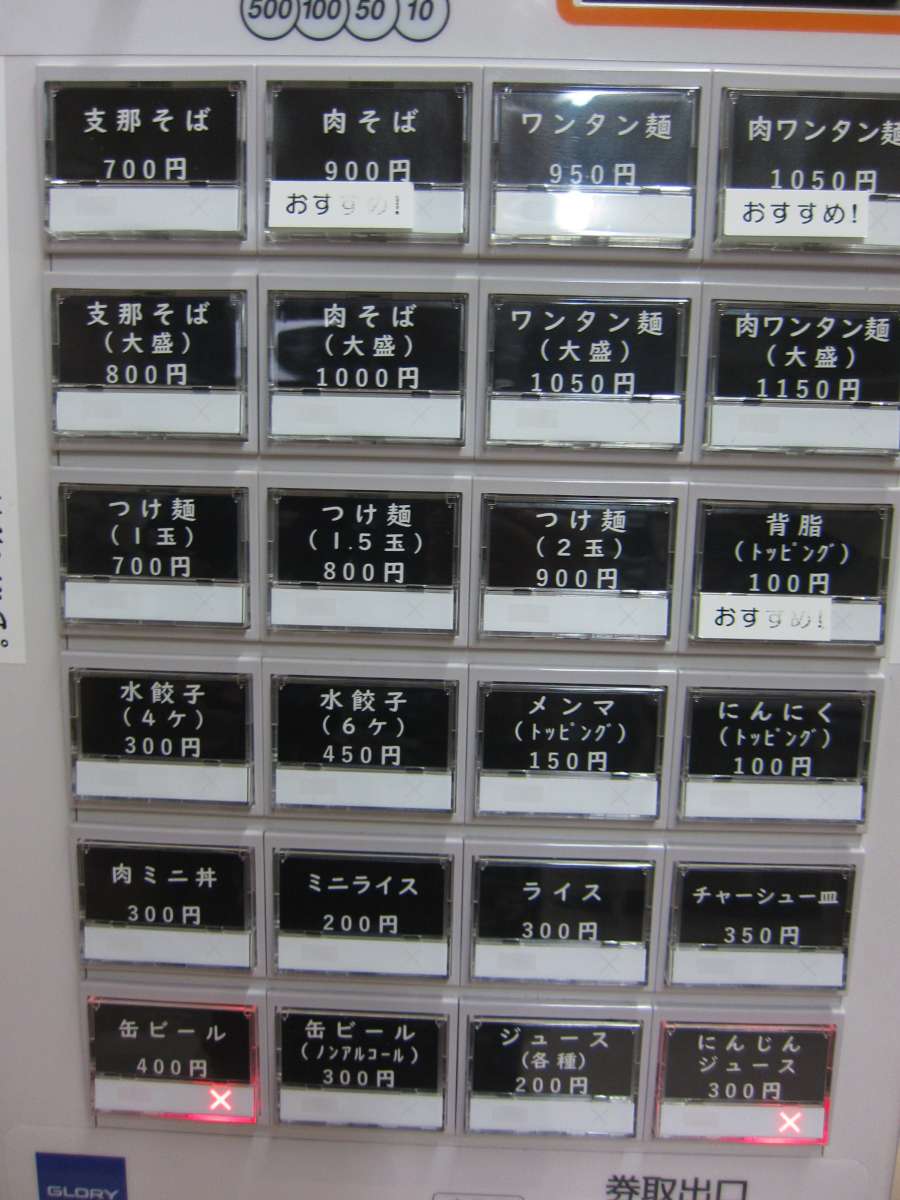 500 100 50 10
支那そば
700円
肉そば
900円
おすすめ!
ワンタン麺
950円
肉ワンタン麺
1050円
おすすめ!
支那そば
(大盛)
800円
肉そば
(大盛)
1000円
ワンタン麺
(大盛)
1050円
肉ワンタン麺
(大盛)
1150円
つけ麺
(1玉)
700円
つけ麺
(1.5玉)
800円
つけ麺
(2玉)
900円
背脂
(トッピング)
100円
おすすめ!
水餃子
(4ケ)
300円
水餃子
(6ケ)
450円
メンマ
(トッピング)
150円
にんにく
(トッピング)
100円
肉ミニ丼
300円
ミニライス
200円
ライス
300円
チャーシュー皿
350円
缶ビール
400円
×
缶ビール
(ノンアルコール)
300円
ジュース
(各種)
200円
にんじん
ジュース
300円
×
GLORY
券取出口